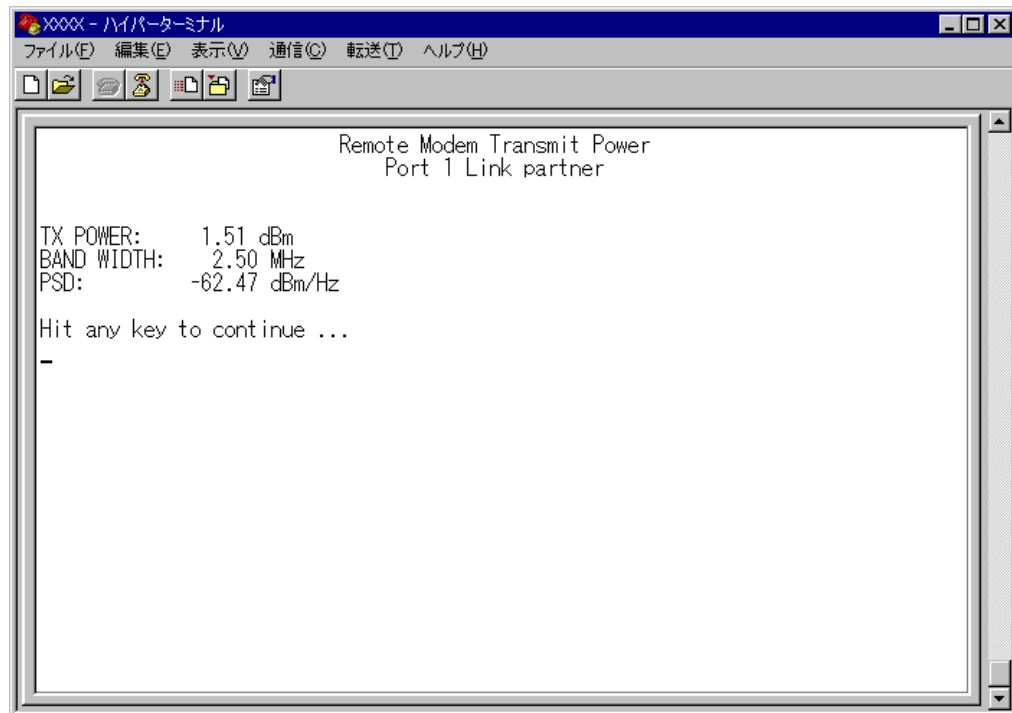 XXXX - ハイパーターミナル
ファイル(F) 編集(E) 表示(V) 通信(C) 転送(T) ヘルプ(H)
Remote Modem Transmit Power
Port 1 Link partner
TX POWER: 1.51 dBm
BAND WIDTH: 2.50 MHz
PSD: -62.47 dBm/Hz
Hit any key to continue ...